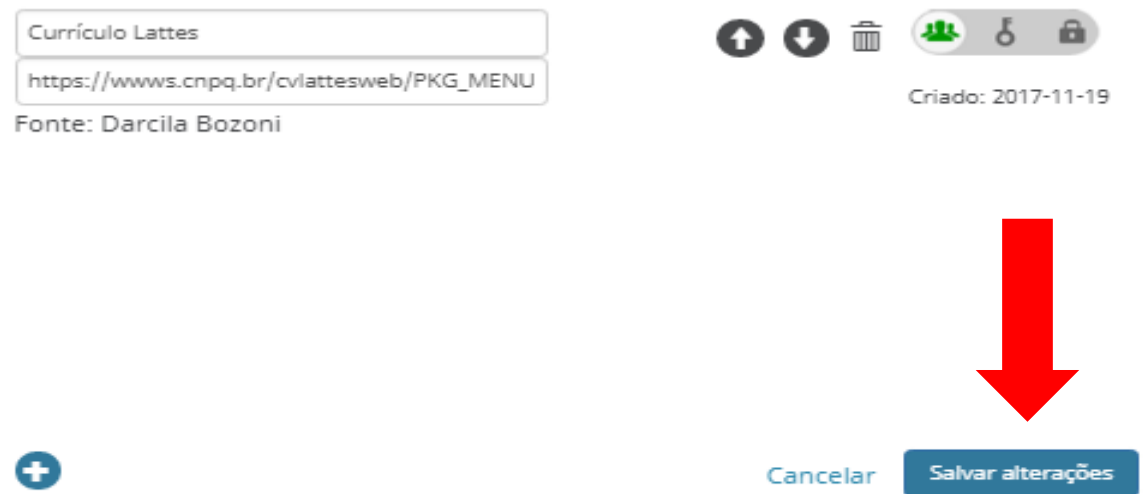 Currículo Lattes
https://wwws.cnpq.br/cvlattesweb/PKG_MENU
Criado: 2017-11-19
Fonte: Darcila Bozoni
Cancelar
Salvar alterações